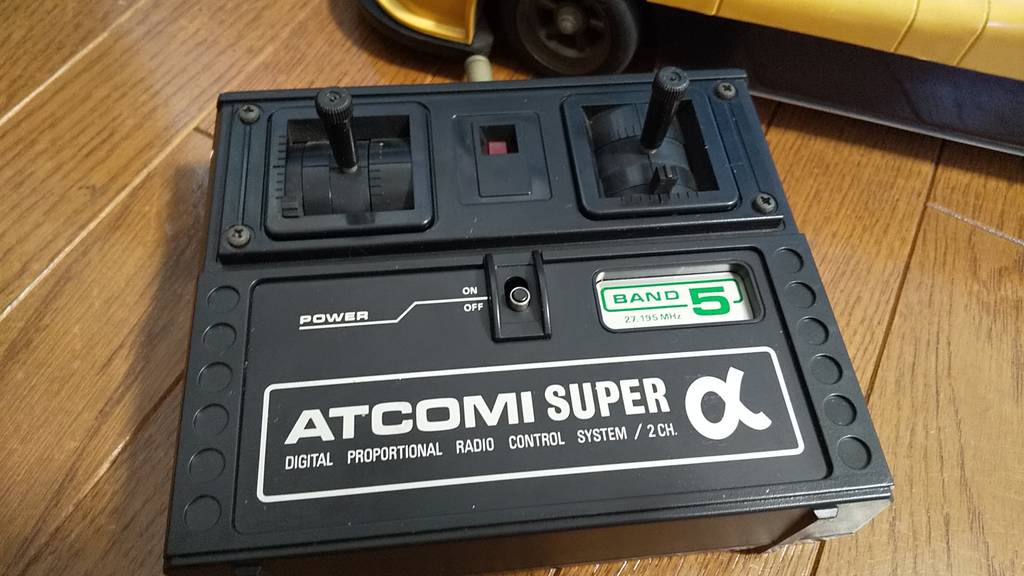 ON
POWER
OFF
BAND 5
27.195 MHz
ATCOMI SUPER α
DIGITAL PROPORTIONAL RADIO CONTROL SYSTEM / 2 CH.